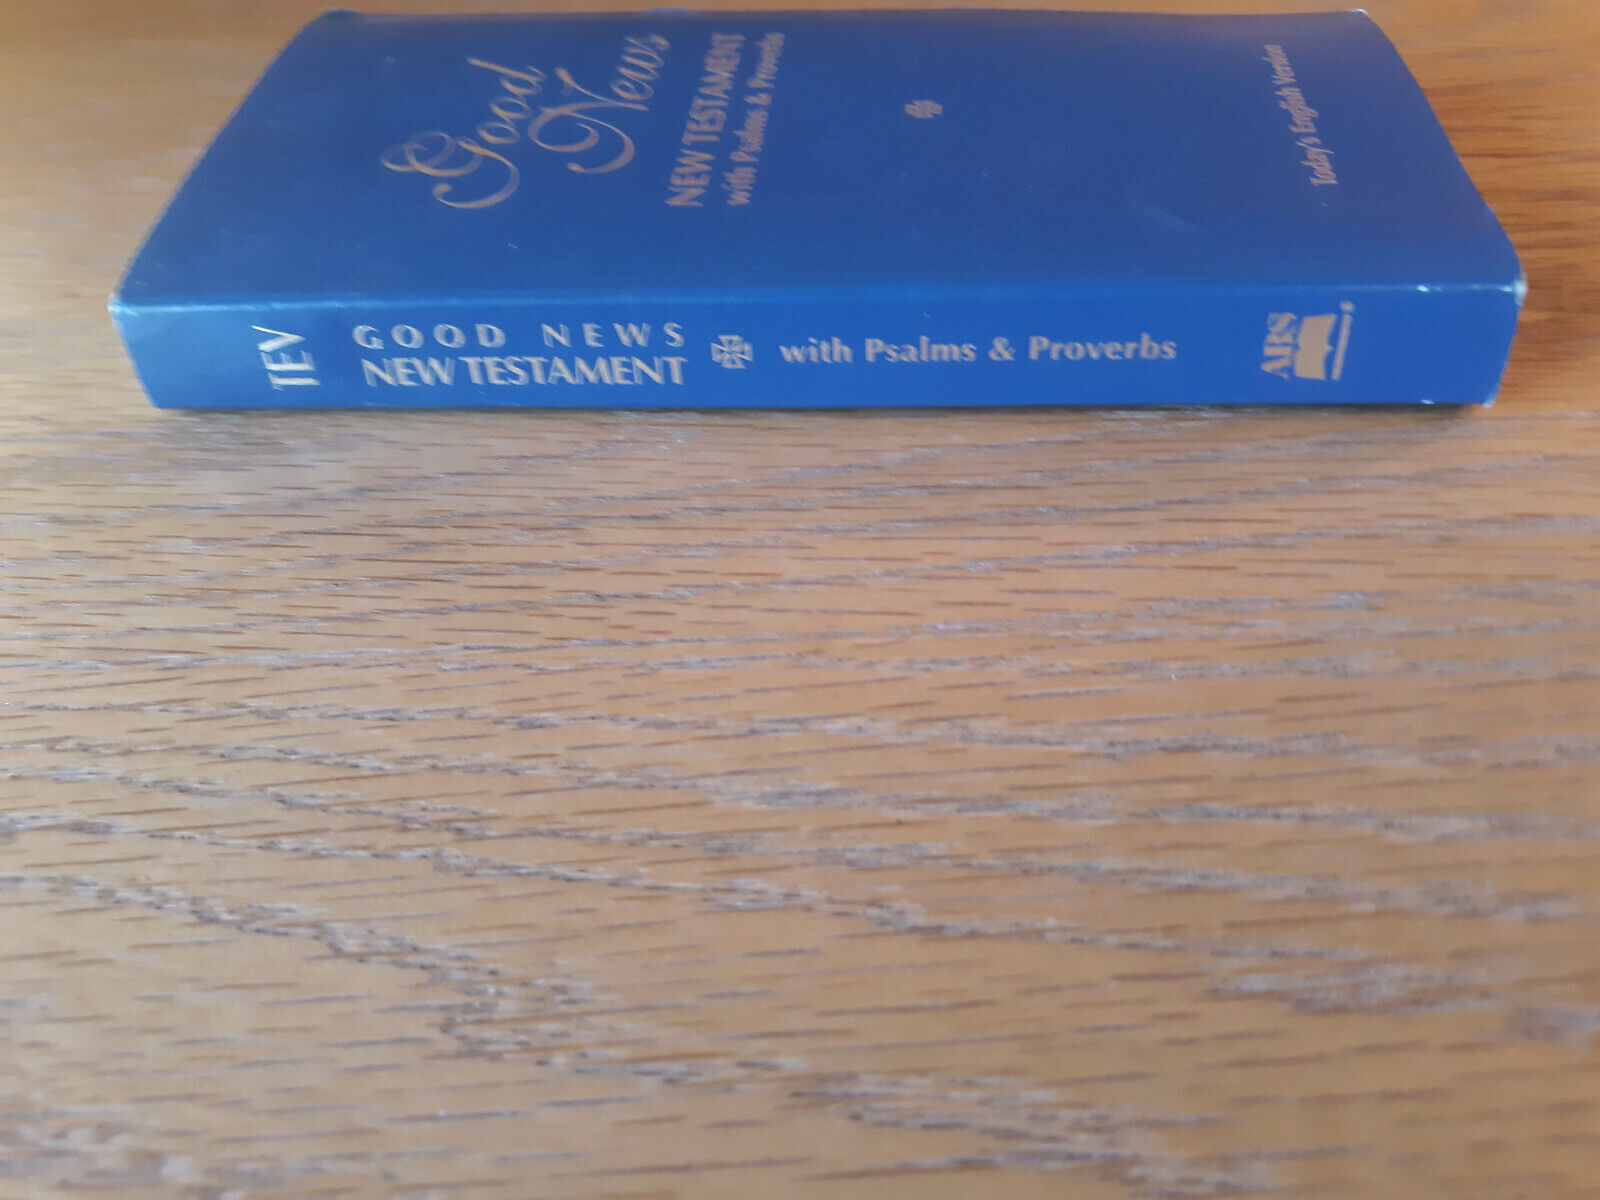 Good
News
NEW TESTAMENT
with Psalms & Proverbs
Today's English Version
TEV
GOOD NEWS
NEW TESTAMENT
with Psalms & Proverbs
ABS